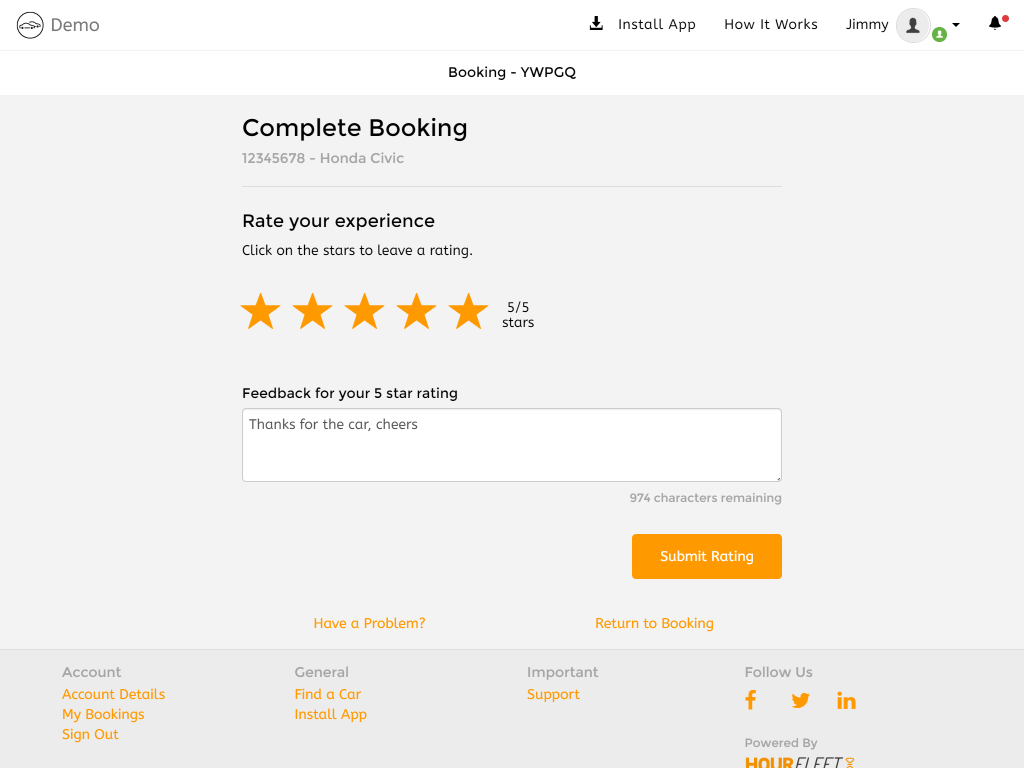 Demo
Install App
How It Works
Jimmy
Booking - YWPGQ
Complete Booking
12345678 - Honda Civic
Rate your experience
Click on the stars to leave a rating.
5/5
stars
Feedback for your 5 star rating
Thanks for the car, cheers
974 characters remaining
Submit Rating
Have a Problem?
Return to Booking
Account
Account Details
My Bookings
Sign Out
General
Find a Car
Install App
Important
Support
Follow Us
Powered By
HOURFLEET